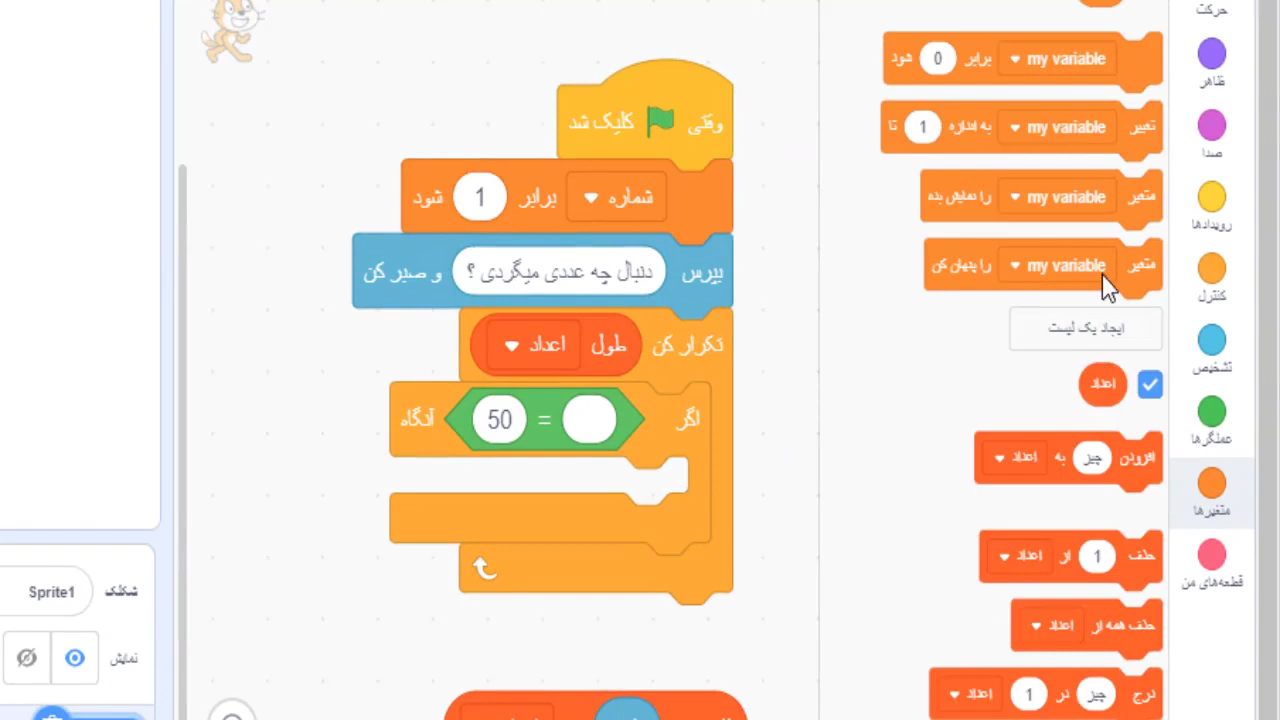 وقتی کلیک شد
شماره برابر 1 شود
بپرس دنبال چه عددی میگردی ؟ و صبر کن
تکرار کن طول اعداد
اگر = 50 آنگاه
my variable برابر 0 شود
تغییر my variable به اندازه 1 تا
متغیر my variable را نمایش بده
متغیر my variable را پنهان کن
ایجاد یک لیست
اعداد
افزودن چیز به اعداد
حذف 1 از اعداد
حذف همه از اعداد
درج چیز در 1 اعداد
حرکت
ظاهر
صدا
رویدادها
کنترل
تشخیص
عملگرها
متغیرها
قطعه‌های من
شکلک Sprite1
نمایش